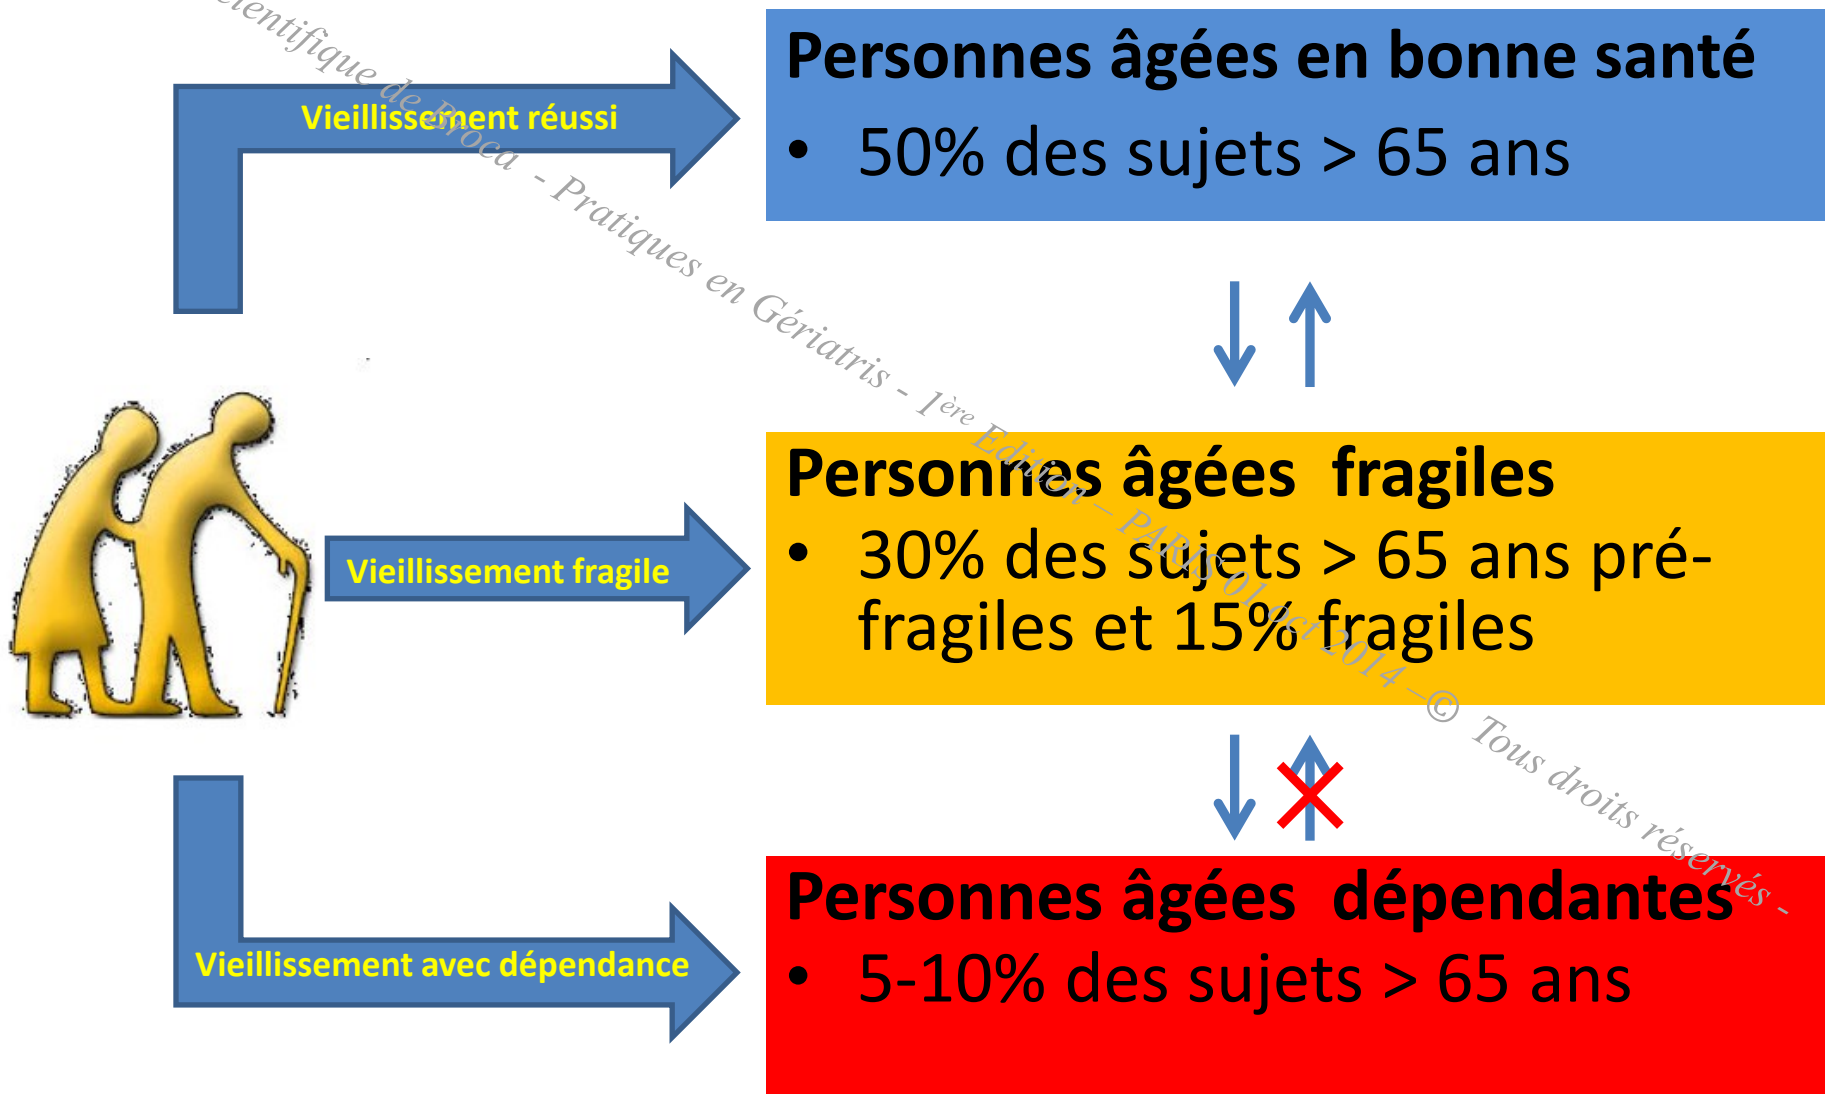 Vieillissement réussi
Personnes âgées en bonne santé
• 50% des sujets > 65 ans
Vieillissement fragile
Personnes âgées fragiles
• 30% des sujets > 65 ans pré-
fragiles et 15% fragiles
Vieillissement avec dépendance
Personnes âgées dépendantes
• 5-10% des sujets > 65 ans
de Broca - Pratiques en Gériatris - 1ère Edition – PARIS 01 oct 2014 –© Tous droits réservés -